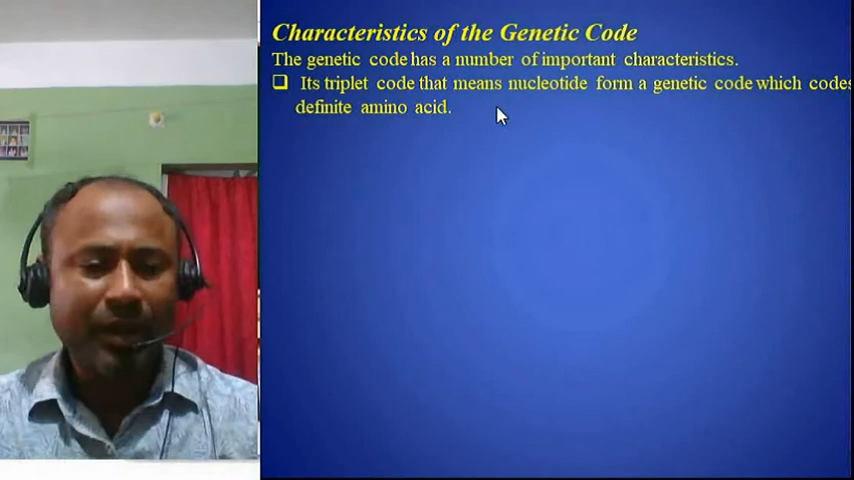 Characteristics of the Genetic Code
The genetic code has a number of important characteristics.
Its triplet code that means nucleotide form a genetic code which codes
definite amino acid.